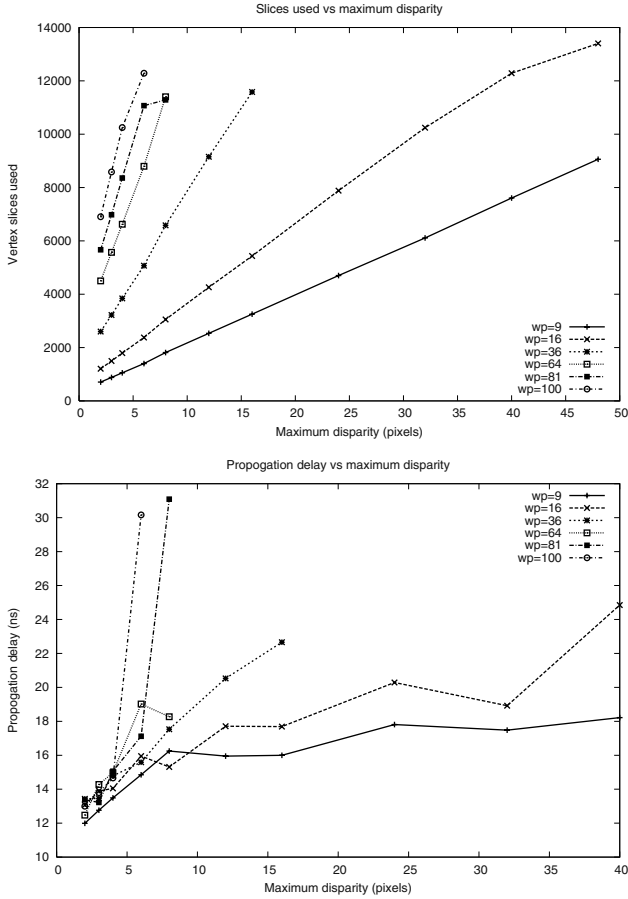 Slices used vs maximum disparity
14000
12000
10000
8000
6000
4000
2000
0
Vertex slices used
wp=9
wp=16
wp=36
wp=64
wp=81
wp=100
0 5 10 15 20 25 30 35 40 45 50
Maximum disparity (pixels)
Propogation delay vs maximum disparity
32
30
28
26
24
22
20
18
16
14
12
10
Propogation delay (ns)
wp=9
wp=16
wp=36
wp=64
wp=81
wp=100
0 5 10 15 20 25 30 35 40
Maximum disparity (pixels)